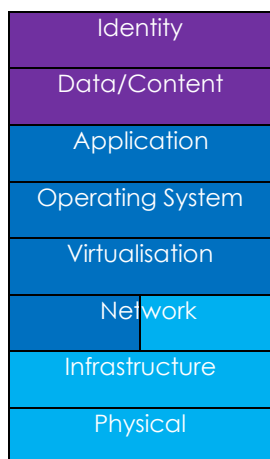 Identity
Data/Content
Application
Operating System
Virtualisation
Network
Infrastructure
Physical